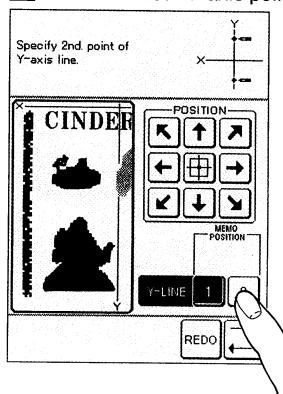 Specify 2nd. point of
Y-axis line.
Y
X
X
CINDER
Y
POSITION
MEMO
POSITION
Y-LINE 1
REDO